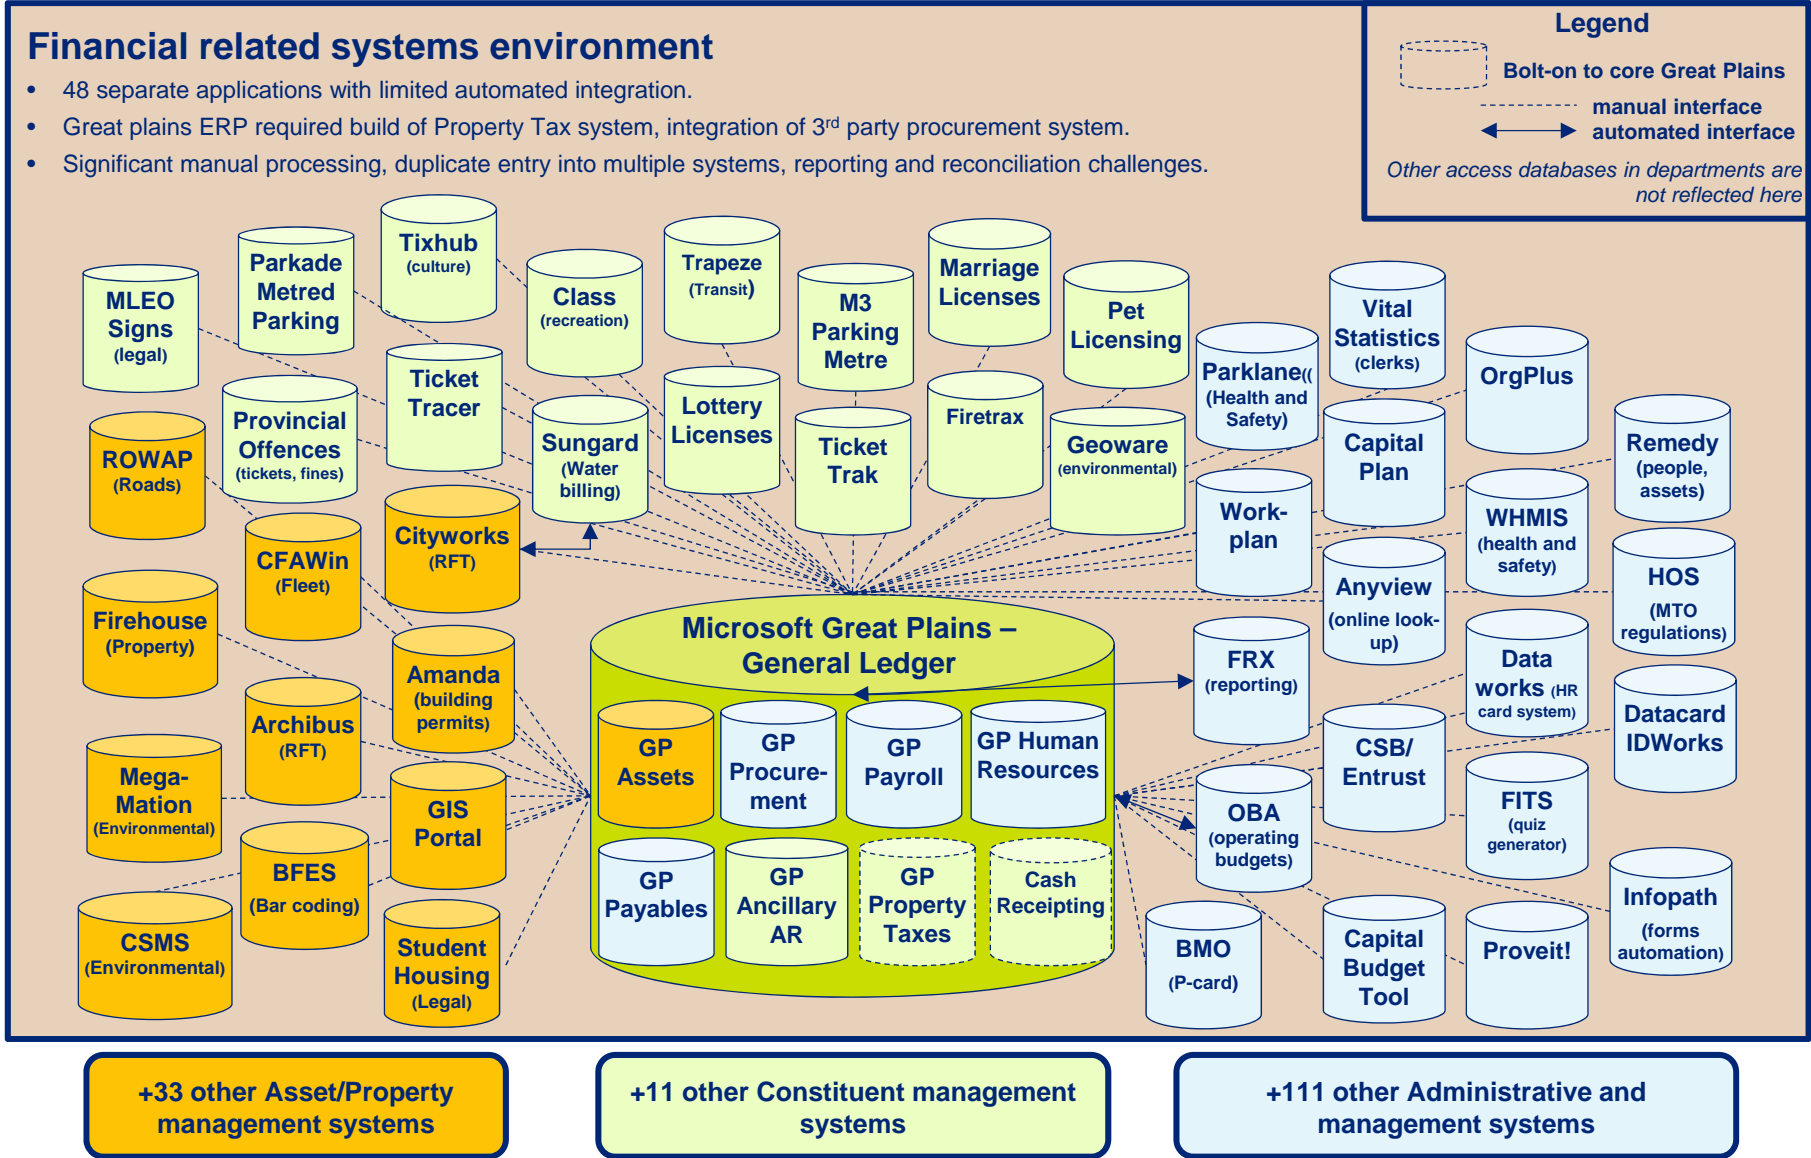 Financial related systems environment
• 48 separate applications with limited automated integration.
• Great plains ERP required build of Property Tax system, integration of 3rd party procurement system.
• Significant manual processing, duplicate entry into multiple systems, reporting and reconciliation challenges.
Legend
Bolt-on to core Great Plains
manual interface
automated interface
Other access databases in departments are
not reflected here
MLEO
Signs
(legal)
Parkade
Metred
Parking
Tixhub
(culture)
Class
(recreation)
Trapeze
(Transit)
M3
Parking
Metre
Marriage
Licenses
Pet
Licensing
Parklane((
(Health and
Safety)
Vital
Statistics
(clerks)
OrgPlus
Remedy
(people,
assets)
ROWAP
(Roads)
Provincial
Offences
(tickets, fines)
Ticket
Tracer
Sungard
(Water
billing)
Lottery
Licenses
Ticket
Trak
Firetrax
Geoware
(environmental)
Work-
plan
Capital
Plan
WHMIS
(health and
safety)
HOS
(MTO
regulations)
CFAWin
(Fleet)
Cityworks
(RFT)
Anyview
(online look-
up)
Firehouse
(Property)
Amanda
(building
permits)
Archibus
(RFT)
Mega-
Mation
(Environmental)
GIS
Portal
BFES
(Bar coding)
CSMS
(Environmental)
Student
Housing
(Legal)
Microsoft Great Plains –
General Ledger
GP
Assets
GP
Procure-
ment
GP
Payroll
GP Human
Resources
GP
Payables
GP
Ancillary
AR
GP
Property
Taxes
Cash
Receipting
FRX
(reporting)
Data
works (HR
card system)
Datacard
IDWorks
CSB/
Entrust
OBA
(operating
budgets)
FITS
(quiz
generator)
Infopath
(forms
automation)
BMO
(P-card)
Capital
Budget
Tool
Proveit!
+33 other Asset/Property
management systems
+11 other Constituent management
systems
+111 other Administrative and
management systems